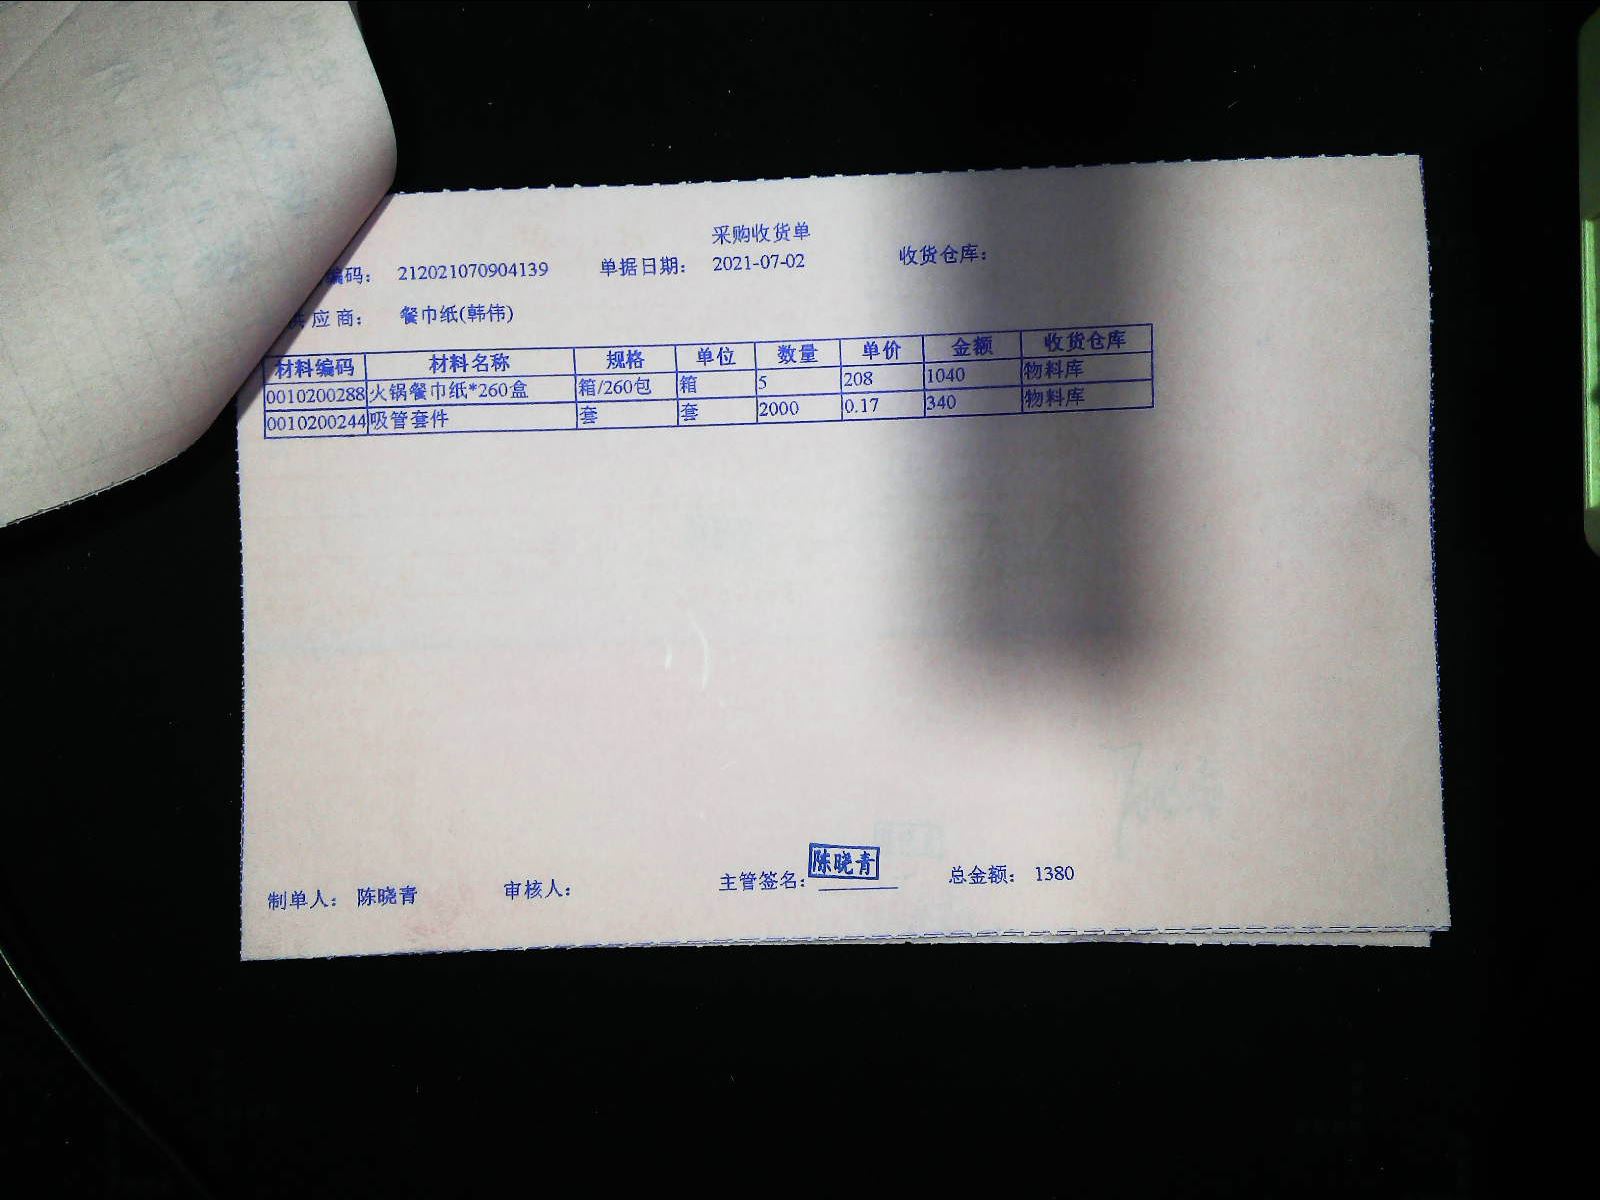 采购收货单
编码： 212021070904139 单据日期： 2021-07-02 收货仓库：
供应商： 餐巾纸(韩伟)
材料编码 材料名称 规格 单位 数量 单价 金额 收货仓库
0010200288 火锅餐巾纸*260盒 箱/260包 箱 5 208 1040 物料库
0010200244 吸管套件 套 套 2000 0.17 340 物料库
陈晓青
制单人： 陈晓青 审核人： 主管签名： 总金额： 1380